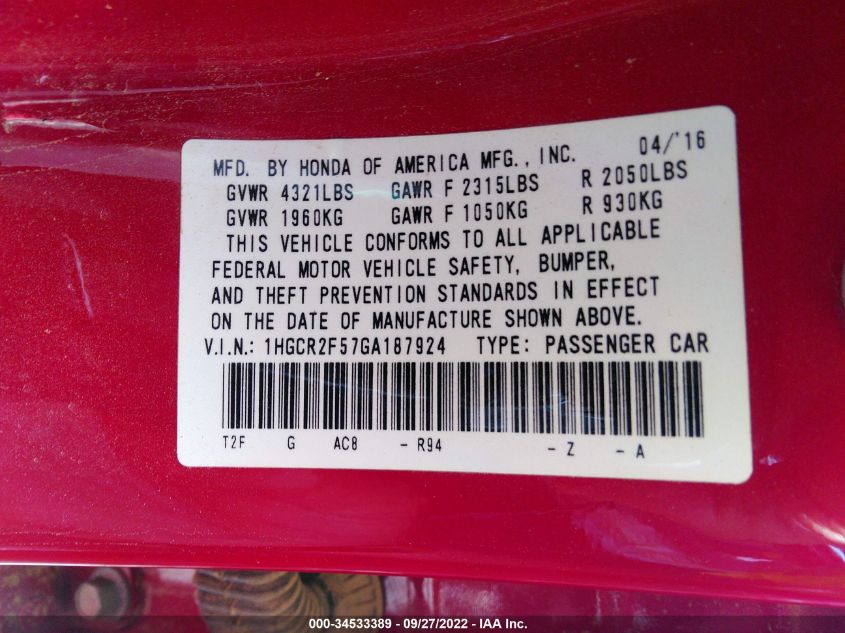 MFD. BY HONDA OF AMERICA MFG., INC. 04/'16
GVWR 4321LBS GAWR F 2315LBS R 2050LBS
GVWR 1960KG GAWR F 1050KG R 930KG
THIS VEHICLE CONFORMS TO ALL APPLICABLE
FEDERAL MOTOR VEHICLE SAFETY, BUMPER,
AND THEFT PREVENTION STANDARDS IN EFFECT
ON THE DATE OF MANUFACTURE SHOWN ABOVE.
V.I.N.: 1HGCR2F57GA187924 TYPE: PASSENGER CAR
T2F G AC8 - R94 - Z - A
000-34533389 - 09/27/2022 - IAA Inc.